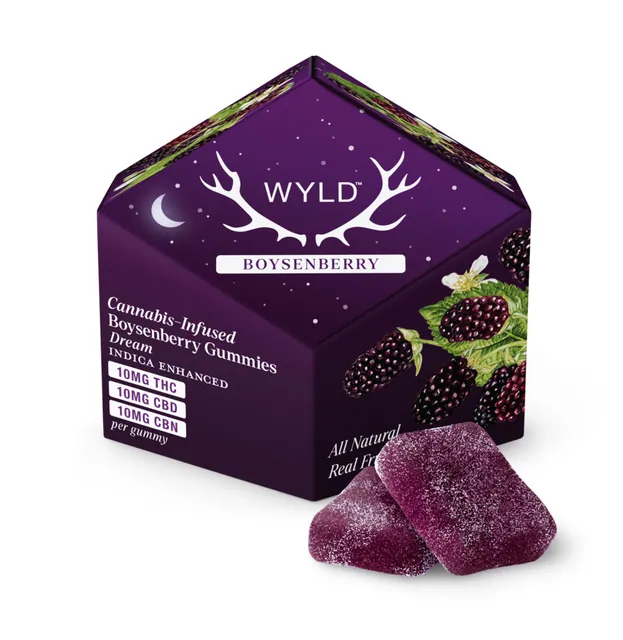 WYLD™
BOYSENBERRY
Cannabis-Infused
Boysenberry Gummies
Dream
INDICA ENHANCED
10MG THC
10MG CBD
10MG CBN
per gummy
All Natural
Real